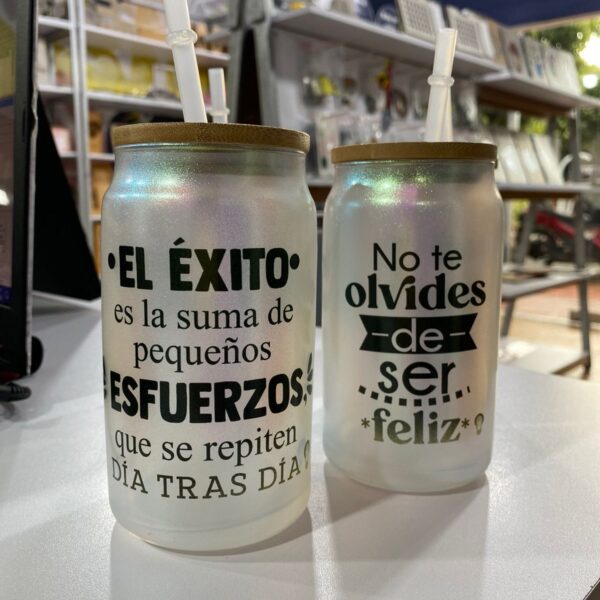 •EL ÉXITO•
es la suma de
pequeños
ESFUERZOS,
que se repiten
DÍA TRAS DÍA
No te
olvides
-de-
ser
*feliz*